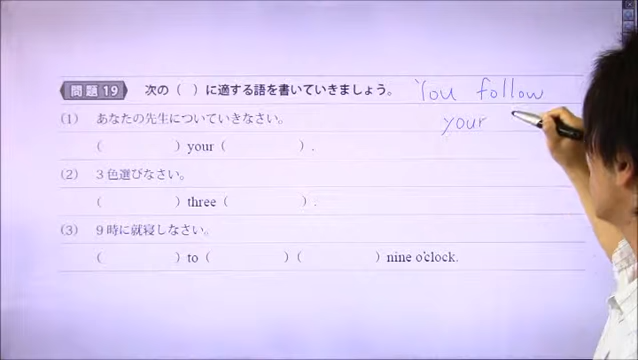 問題19 次の（ ）に適する語を書いていきましょう。 You follow
(1) あなたの先生についていきなさい。 your
( ) your ( ) .
(2) 3色選びなさい。
( ) three ( ) .
(3) 9時に就寝しなさい。
( ) to ( ) ( ) nine o'clock.